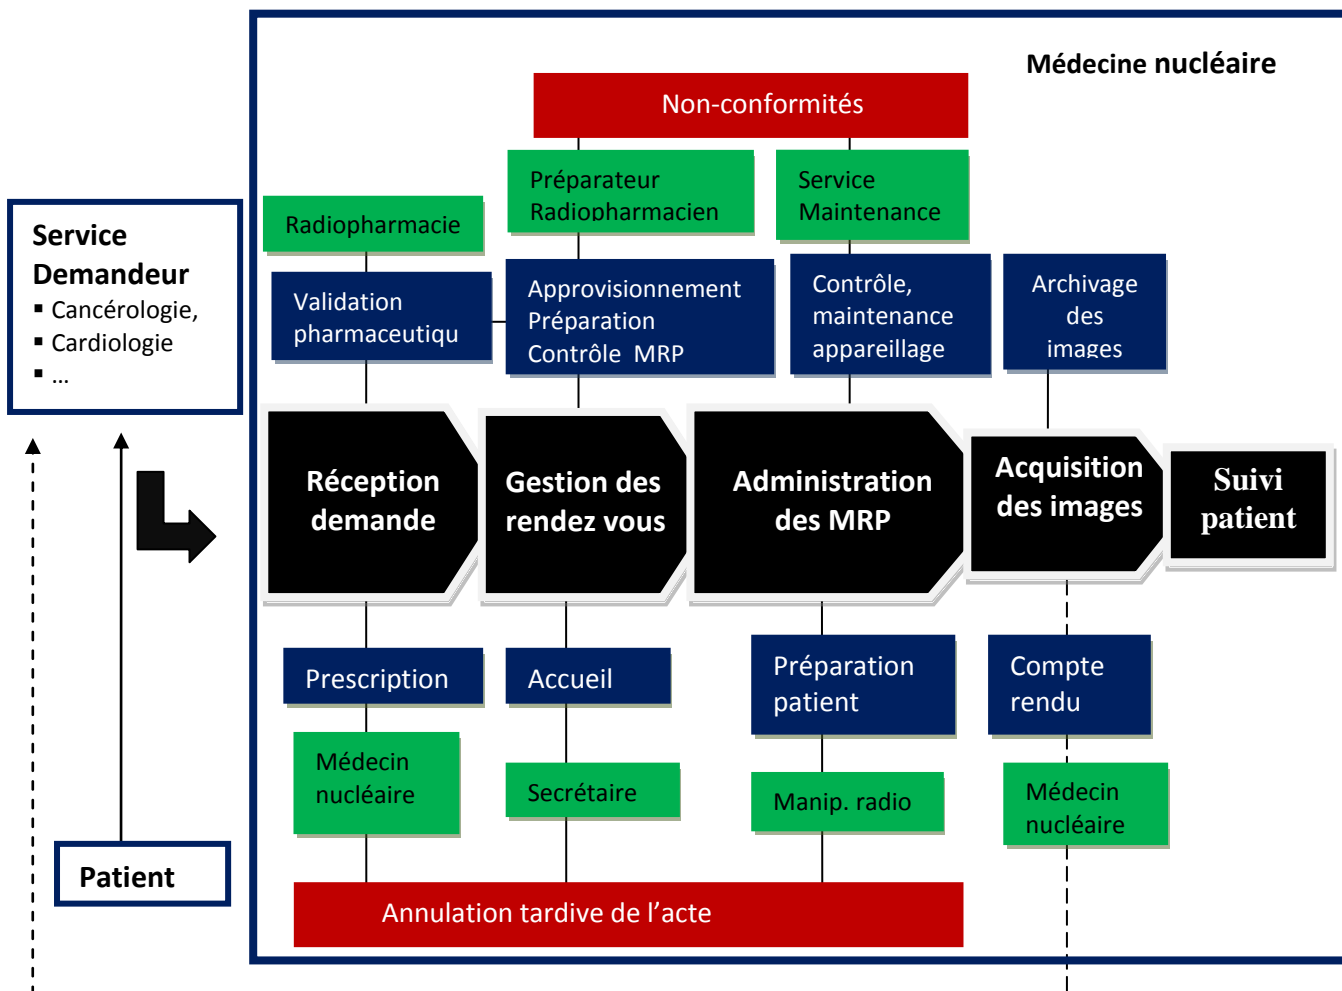 Médecine nucléaire
Non-conformités
Préparateur
Radiopharmacien
Service
Maintenance
Radiopharmacie
Service
Demandeur
▪ Cancérologie,
▪ Cardiologie
▪ ...
Validation
pharmaceutiqu
Approvisionnement
Préparation
Contrôle MRP
Contrôle,
maintenance
appareillage
Archivage
des
images
Réception
demande
Gestion des
rendez vous
Administration
des MRP
Acquisition
des images
Suivi
patient
Prescription
Accueil
Préparation
patient
Compte
rendu
Médecin
nucléaire
Secrétaire
Manip. radio
Médecin
nucléaire
Patient
Annulation tardive de l’acte